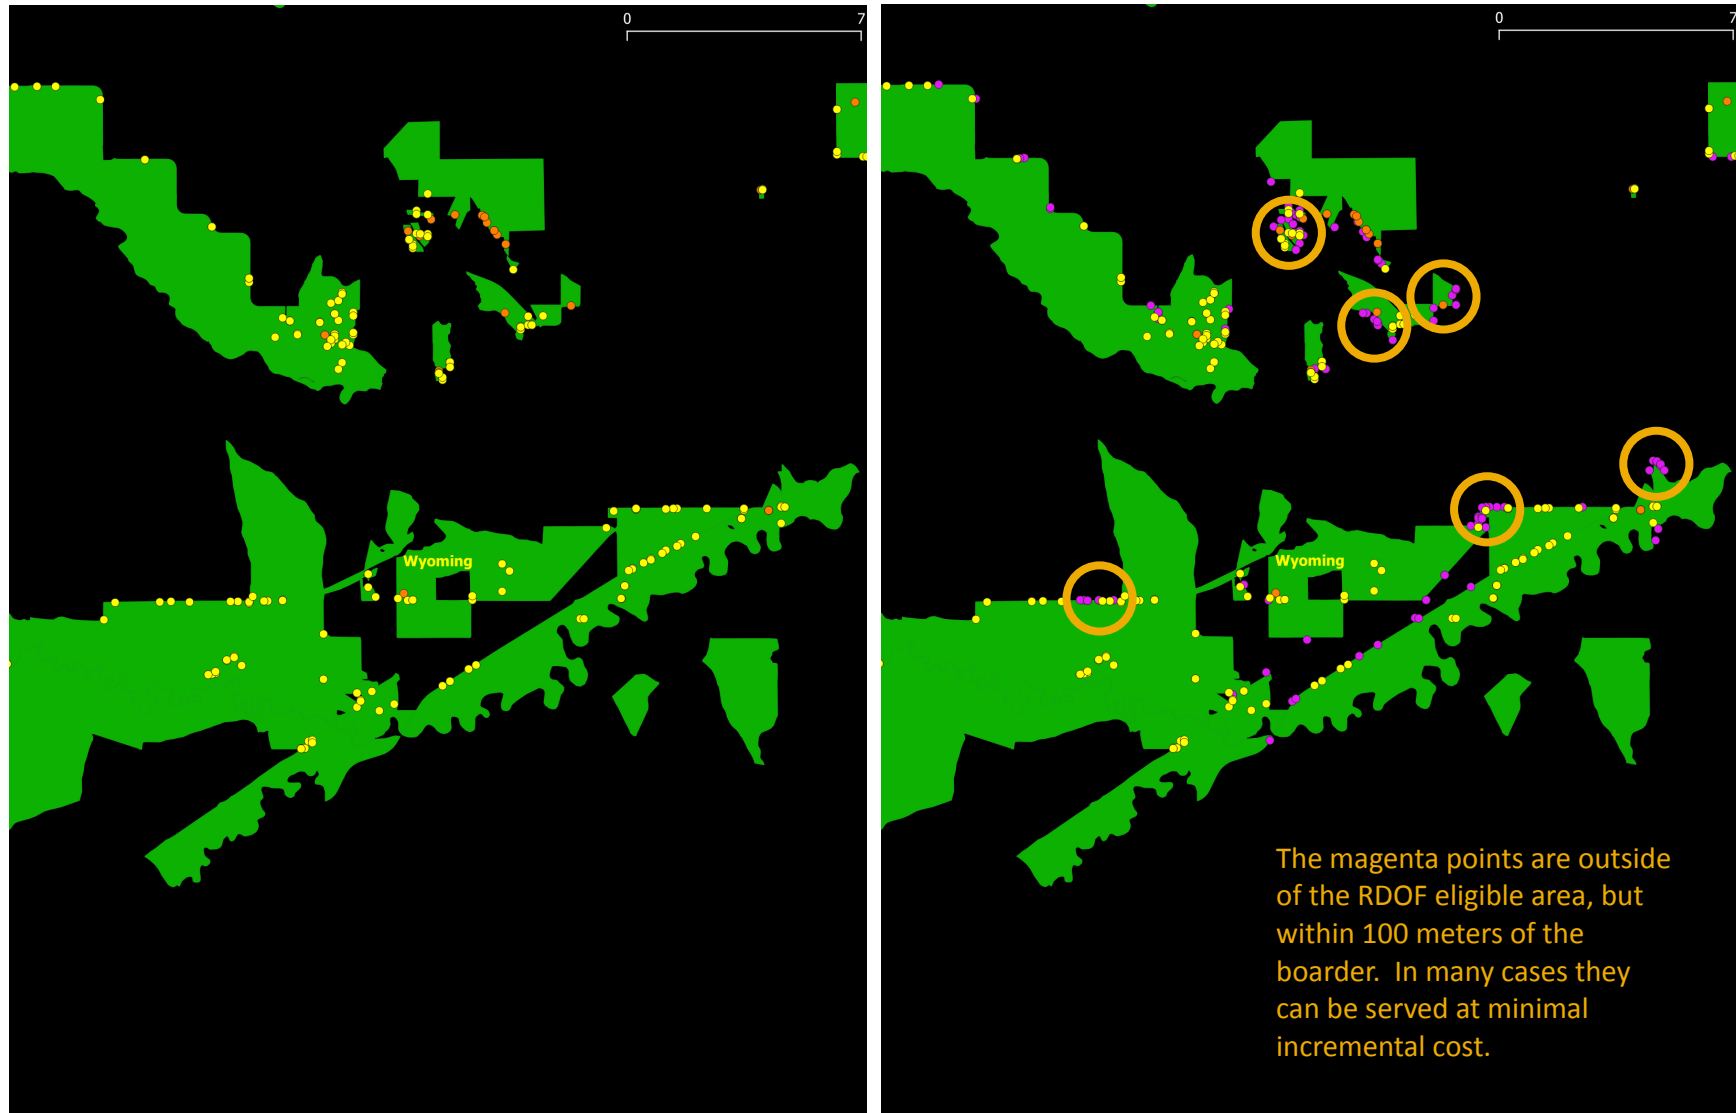 0 7
0 7
Wyoming
Wyoming
The magenta points are outside
of the RDOF eligible area, but
within 100 meters of the
boarder.  In many cases they
can be served at minimal
incremental cost.